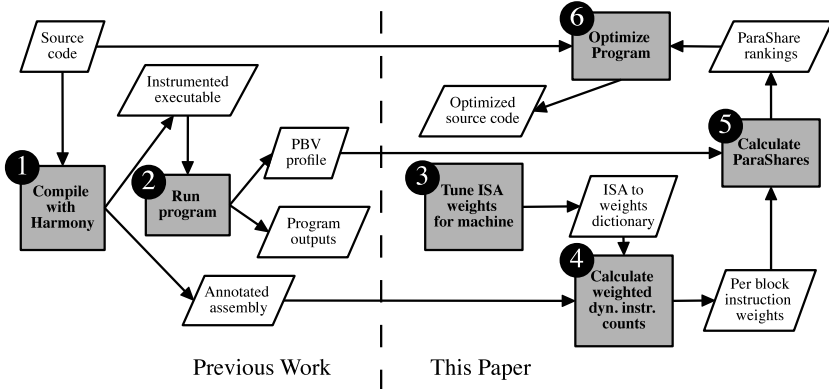 Source
code
1
Compile
with
Harmony
Instrumented
executable
2
Run
program
PBV
profile
Program
outputs
Annotated
assembly
3
Tune ISA
weights
for machine
ISA to
weights
dictionary
4
Calculate
weighted
dyn. instr.
counts
Per block
instruction
weights
5
Calculate
ParaShares
ParaShare
rankings
6
Optimize
Program
Optimized
source code
Previous Work
This Paper